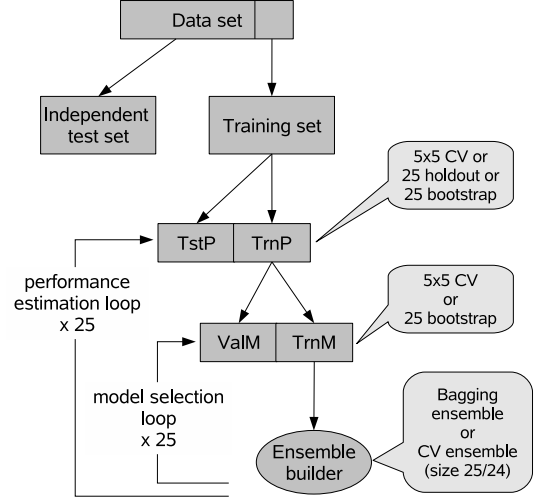 Data set
Independent
test set
Training set
5x5 CV or
25 holdout or
25 bootstrap
TstP
TrnP
performance
estimation loop
x 25
5x5 CV
or
25 bootstrap
ValM
TrnM
model selection
loop
x 25
Bagging
ensemble
or
CV ensemble
(size 25/24)
Ensemble
builder